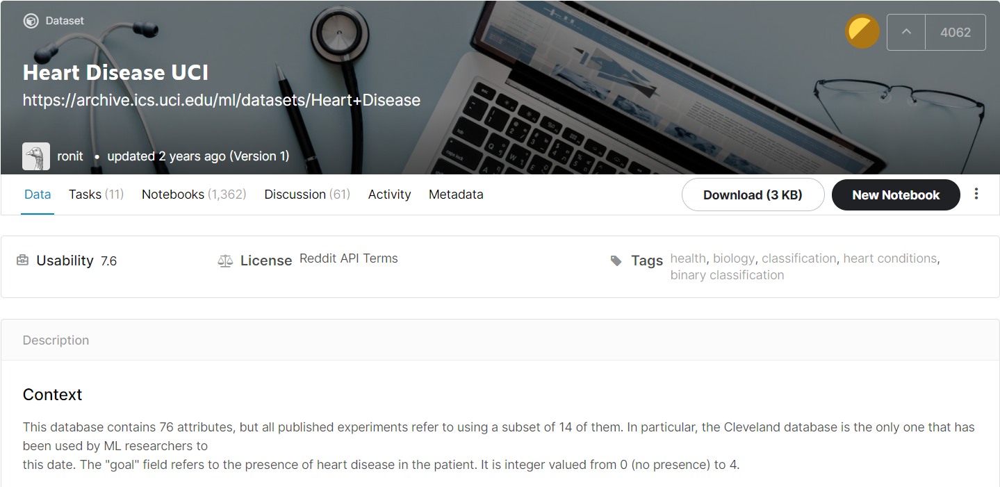 Dataset
4062
Heart Disease UCI
https://archive.ics.uci.edu/ml/datasets/Heart+Disease
ronit • updated 2 years ago (Version 1)
Data Tasks (11) Notebooks (1,362) Discussion (61) Activity Metadata Download (3 KB) New Notebook
Usability 7.6 License Reddit API Terms Tags health, biology, classification, heart conditions,
binary classification
Description
Context
This database contains 76 attributes, but all published experiments refer to using a subset of 14 of them. In particular, the Cleveland database is the only one that has
been used by ML researchers to
this date. The "goal" field refers to the presence of heart disease in the patient. It is integer valued from 0 (no presence) to 4.